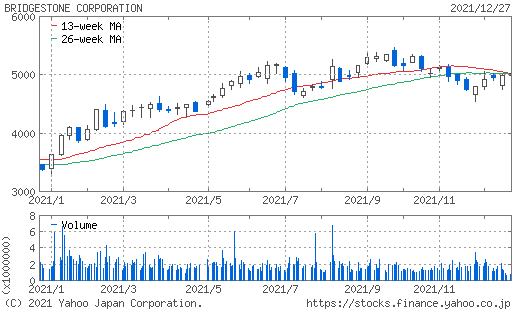 BRIDGESTONE CORPORATION 2021/12/27
6000
13-week MA
26-week MA
5000
4000
3000
2021/1 2021/3 2021/5 2021/7 2021/9 2021/11
8
Volume
6
4
2
0
(x1000000)
2021/1 2021/3 2021/5 2021/7 2021/9 2021/11
(C) 2021 Yahoo Japan Corporation. https://stocks.finance.yahoo.co.jp